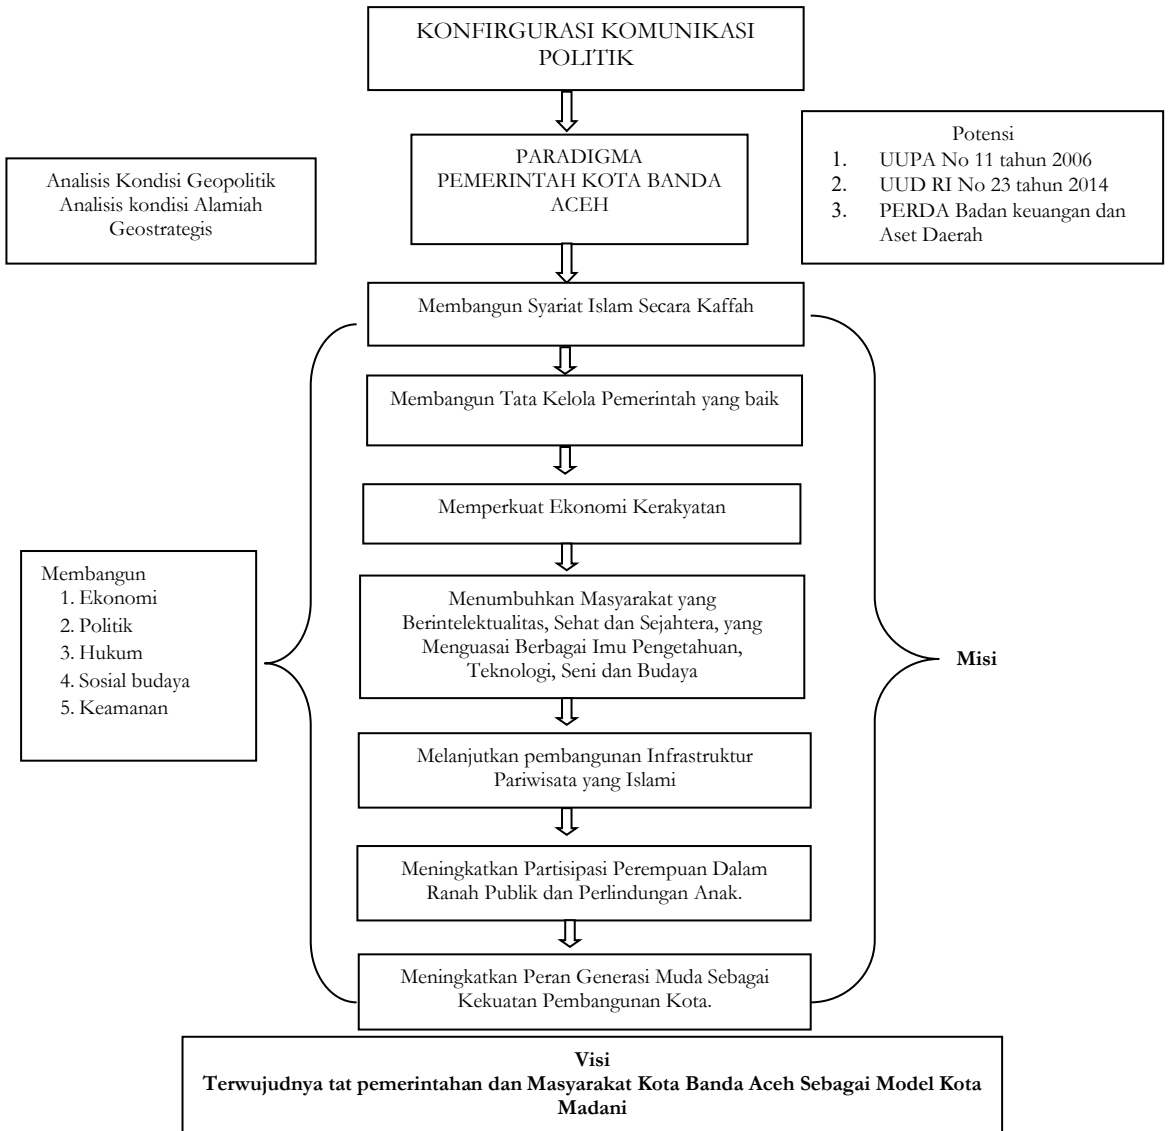 KONFIRGURASI KOMUNIKASI
POLITIK
PARADIGMA
PEMERINTAH KOTA BANDA
ACEH
Analisis Kondisi Geopolitik
Analisis kondisi Alamiah
Geostrategis
Potensi
1. UUPA No 11 tahun 2006
2. UUD RI No 23 tahun 2014
3. PERDA Badan keuangan dan
Aset Daerah
Membangun Syariat Islam Secara Kaffah
Membangun Tata Kelola Pemerintah yang baik
Memperkuat Ekonomi Kerakyatan
Membangun
1. Ekonomi
2. Politik
3. Hukum
4. Sosial budaya
5. Keamanan
Menumbuhkan Masyarakat yang
Berintelektualitas, Sehat dan Sejahtera, yang
Menguasai Berbagai Imu Pengetahuan,
Teknologi, Seni dan Budaya
Misi
Melanjutkan pembangunan Infrastruktur
Pariwisata yang Islami
Meningkatkan Partisipasi Perempuan Dalam
Ranah Publik dan Perlindungan Anak.
Meningkatkan Peran Generasi Muda Sebagai
Kekuatan Pembangunan Kota.
Visi
Terwujudnya tat pemerintahan dan Masyarakat Kota Banda Aceh Sebagai Model Kota
Madani